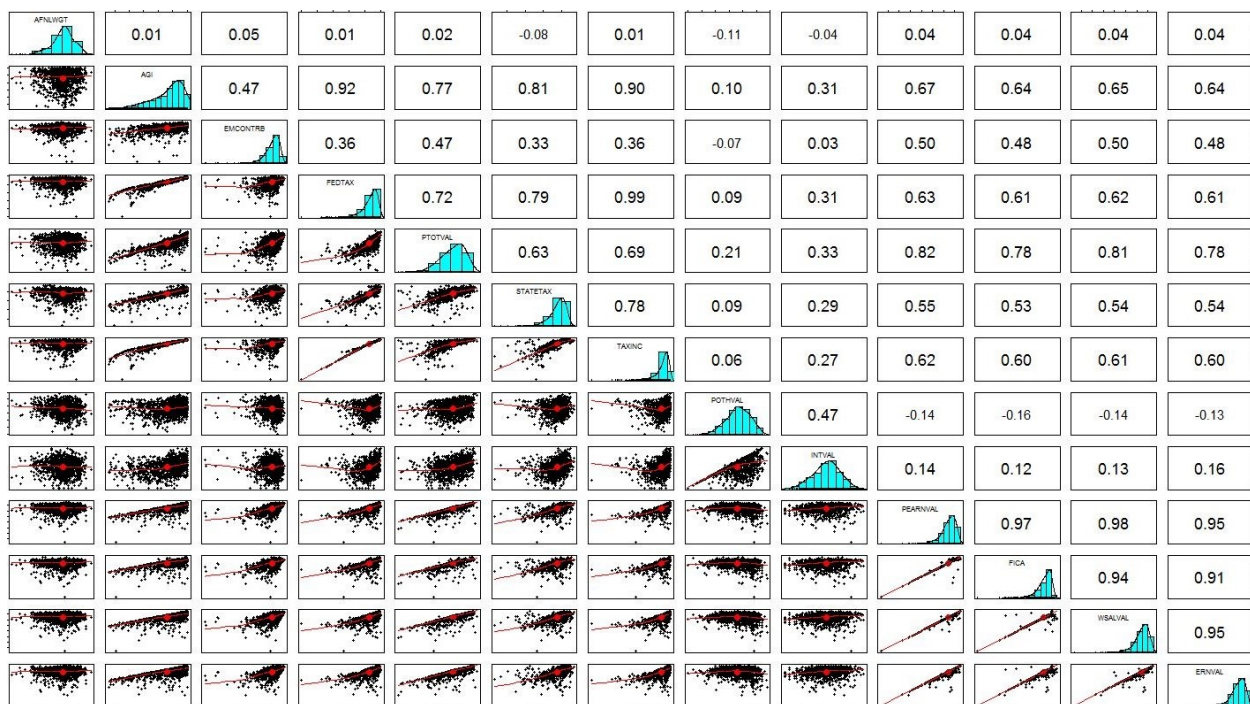 AFNLWGT 0.01 0.05 0.01 0.02 -0.08 0.01 -0.11 -0.04 0.04 0.04 0.04 0.04
AGI 0.47 0.92 0.77 0.81 0.90 0.10 0.31 0.67 0.64 0.65 0.64
EMCONTRB 0.36 0.47 0.33 0.36 -0.07 0.03 0.50 0.48 0.50 0.48
FEDTAX 0.72 0.79 0.99 0.09 0.31 0.63 0.61 0.62 0.61
PTOTVAL 0.63 0.69 0.21 0.33 0.82 0.78 0.81 0.78
STATETAX 0.78 0.09 0.29 0.55 0.53 0.54 0.54
TAXINC 0.06 0.27 0.62 0.60 0.61 0.60
POTHVAL 0.47 -0.14 -0.16 -0.14 -0.13
INTVAL 0.14 0.12 0.13 0.16
PEARNVAL 0.97 0.98 0.95
FICA 0.94 0.91
WSALVAL 0.95
ERNVAL